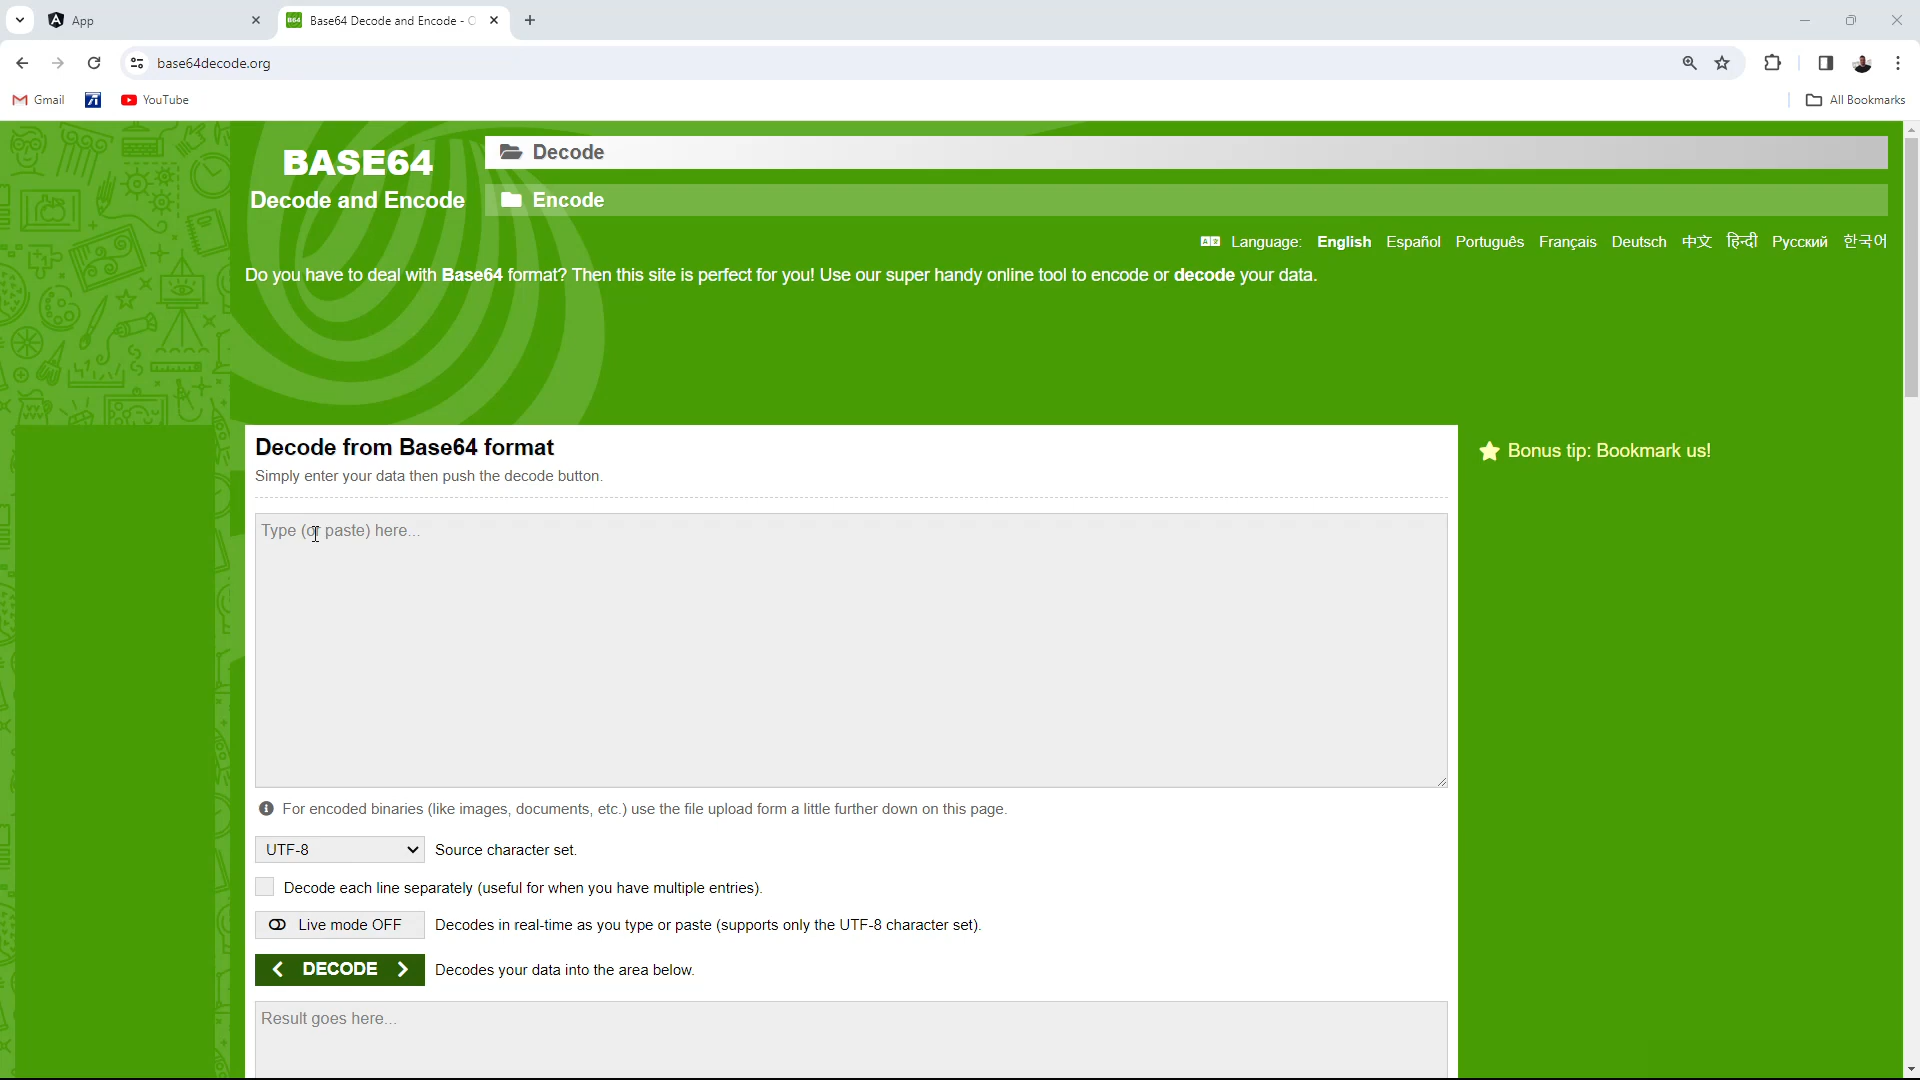 App
Base64 Decode and Encode - O
base64decode.org
Gmail
YouTube
All Bookmarks
BASE64
Decode and Encode
Decode
Encode
Language: English Español Português Français Deutsch 中文 हिन्दी Русский 한국어
Do you have to deal with Base64 format? Then this site is perfect for you! Use our super handy online tool to encode or decode your data.
Decode from Base64 format
Simply enter your data then push the decode button.
Bonus tip: Bookmark us!
Type (or paste) here...
For encoded binaries (like images, documents, etc.) use the file upload form a little further down on this page.
UTF-8 Source character set.
Decode each line separately (useful for when you have multiple entries).
Live mode OFF Decodes in real-time as you type or paste (supports only the UTF-8 character set).
DECODE Decodes your data into the area below.
Result goes here...